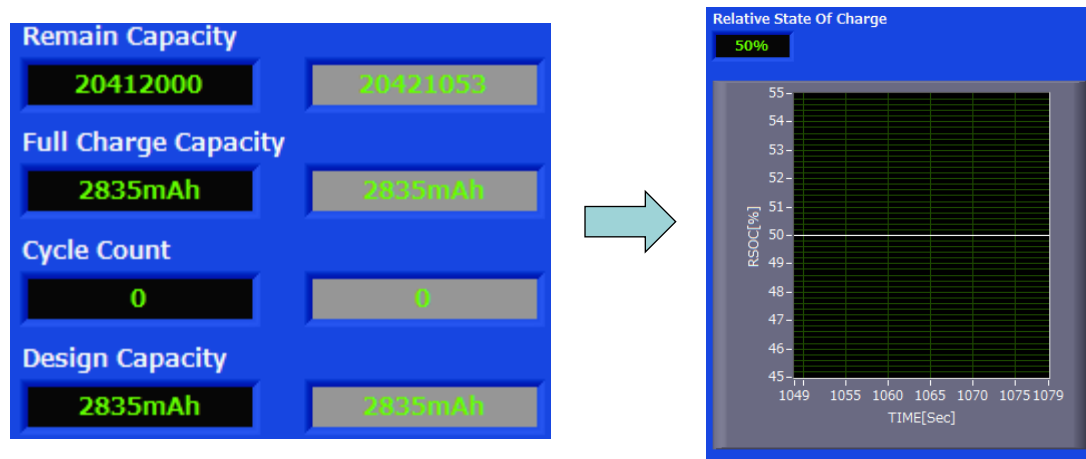 Remain Capacity
20412000 20421053
Full Charge Capacity
2835mAh 2835mAh
Cycle Count
0 0
Design Capacity
2835mAh 2835mAh
Relative State Of Charge
50%
55
54
53
52
51
50
49
48
47
46
45
RSOC[%]
1049 1055 1060 1065 1070 1075 1079
TIME[Sec]